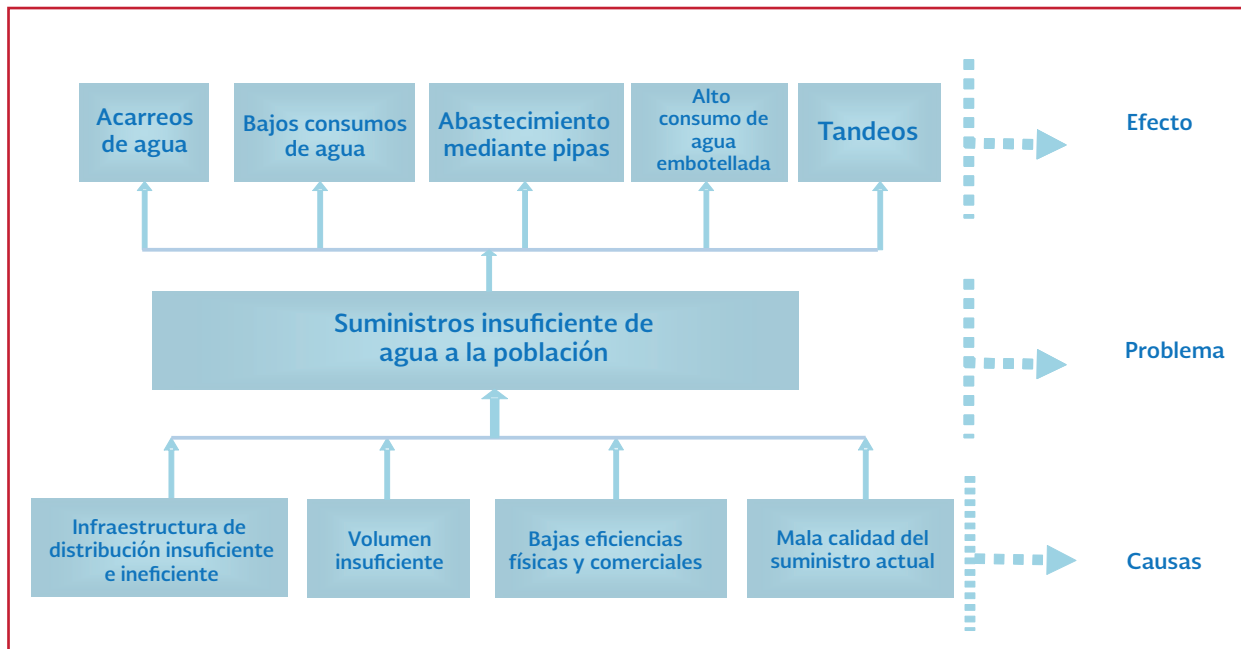 Acarreos
de agua
Bajos consumos
de agua
Abastecimiento
mediante pipas
Alto
consumo de
agua
embotellada
Tandeos
Efecto
Suministros insuficiente de
agua a la población
Problema
Infraestructura de
distribución insuficiente
e ineficiente
Volumen
insuficiente
Bajas eficiencias
físicas y comerciales
Mala calidad del
suministro actual
Causas